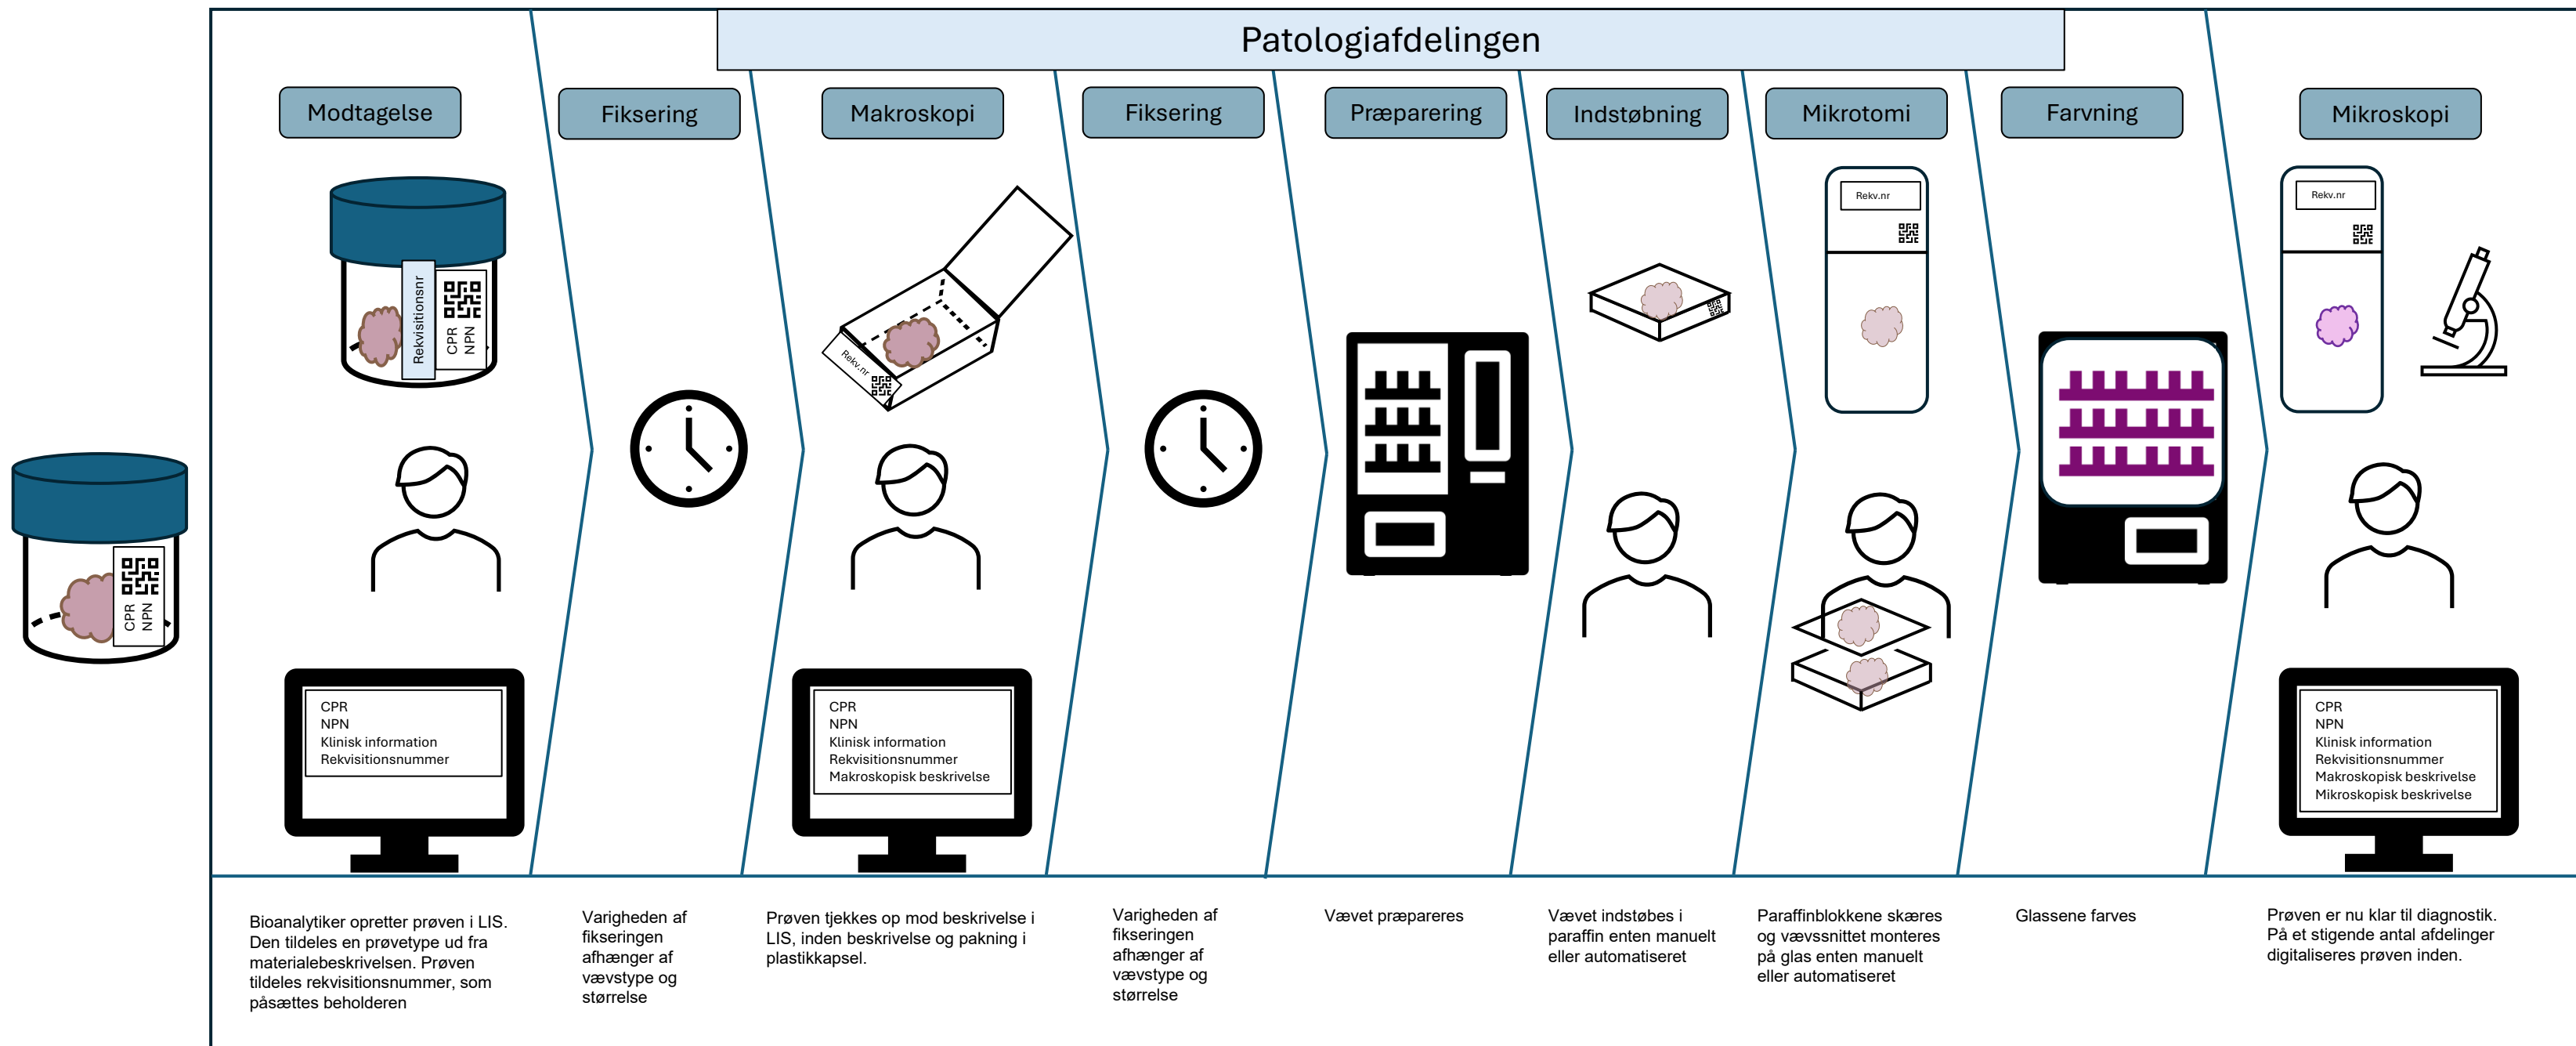 Patologiafdelingen
Modtagelse
Fiksering
Makroskopi
Fiksering
Præparering
Indstøbning
Mikrotomi
Farvning
Mikroskopi
CPR
NPN
Rekvisitionsnr
CPR
NPN
Rekv.nr
Rekv.nr
Rekv.nr
CPR
NPN
Klinisk information
Rekvisitionsnummer
CPR
NPN
Klinisk information
Rekvisitionsnummer
Makroskopisk beskrivelse
CPR
NPN
Klinisk information
Rekvisitionsnummer
Makroskopisk beskrivelse
Mikroskopisk beskrivelse
Bioanalytiker opretter prøven i LIS.
Den tildeles en prøvetype ud fra
materialebeskrivelsen. Prøven
tildeles rekvisitionsnummer, som
påsættes beholderen
Varigheden af
fikseringen
afhænger af
vævstype og
størrelse
Prøven tjekkes op mod beskrivelse i
LIS, inden beskrivelse og pakning i
plastikkapsel.
Varigheden af
fikseringen
afhænger af
vævstype og
størrelse
Vævet præpareres
Vævet indstøbes i
paraffin enten manuelt
eller automatiseret
Paraffinblokkene skæres
og vævssnittet monteres
på glas enten manuelt
eller automatiseret
Glassene farves
Prøven er nu klar til diagnostik.
På et stigende antal afdelinger
digitaliseres prøven inden.